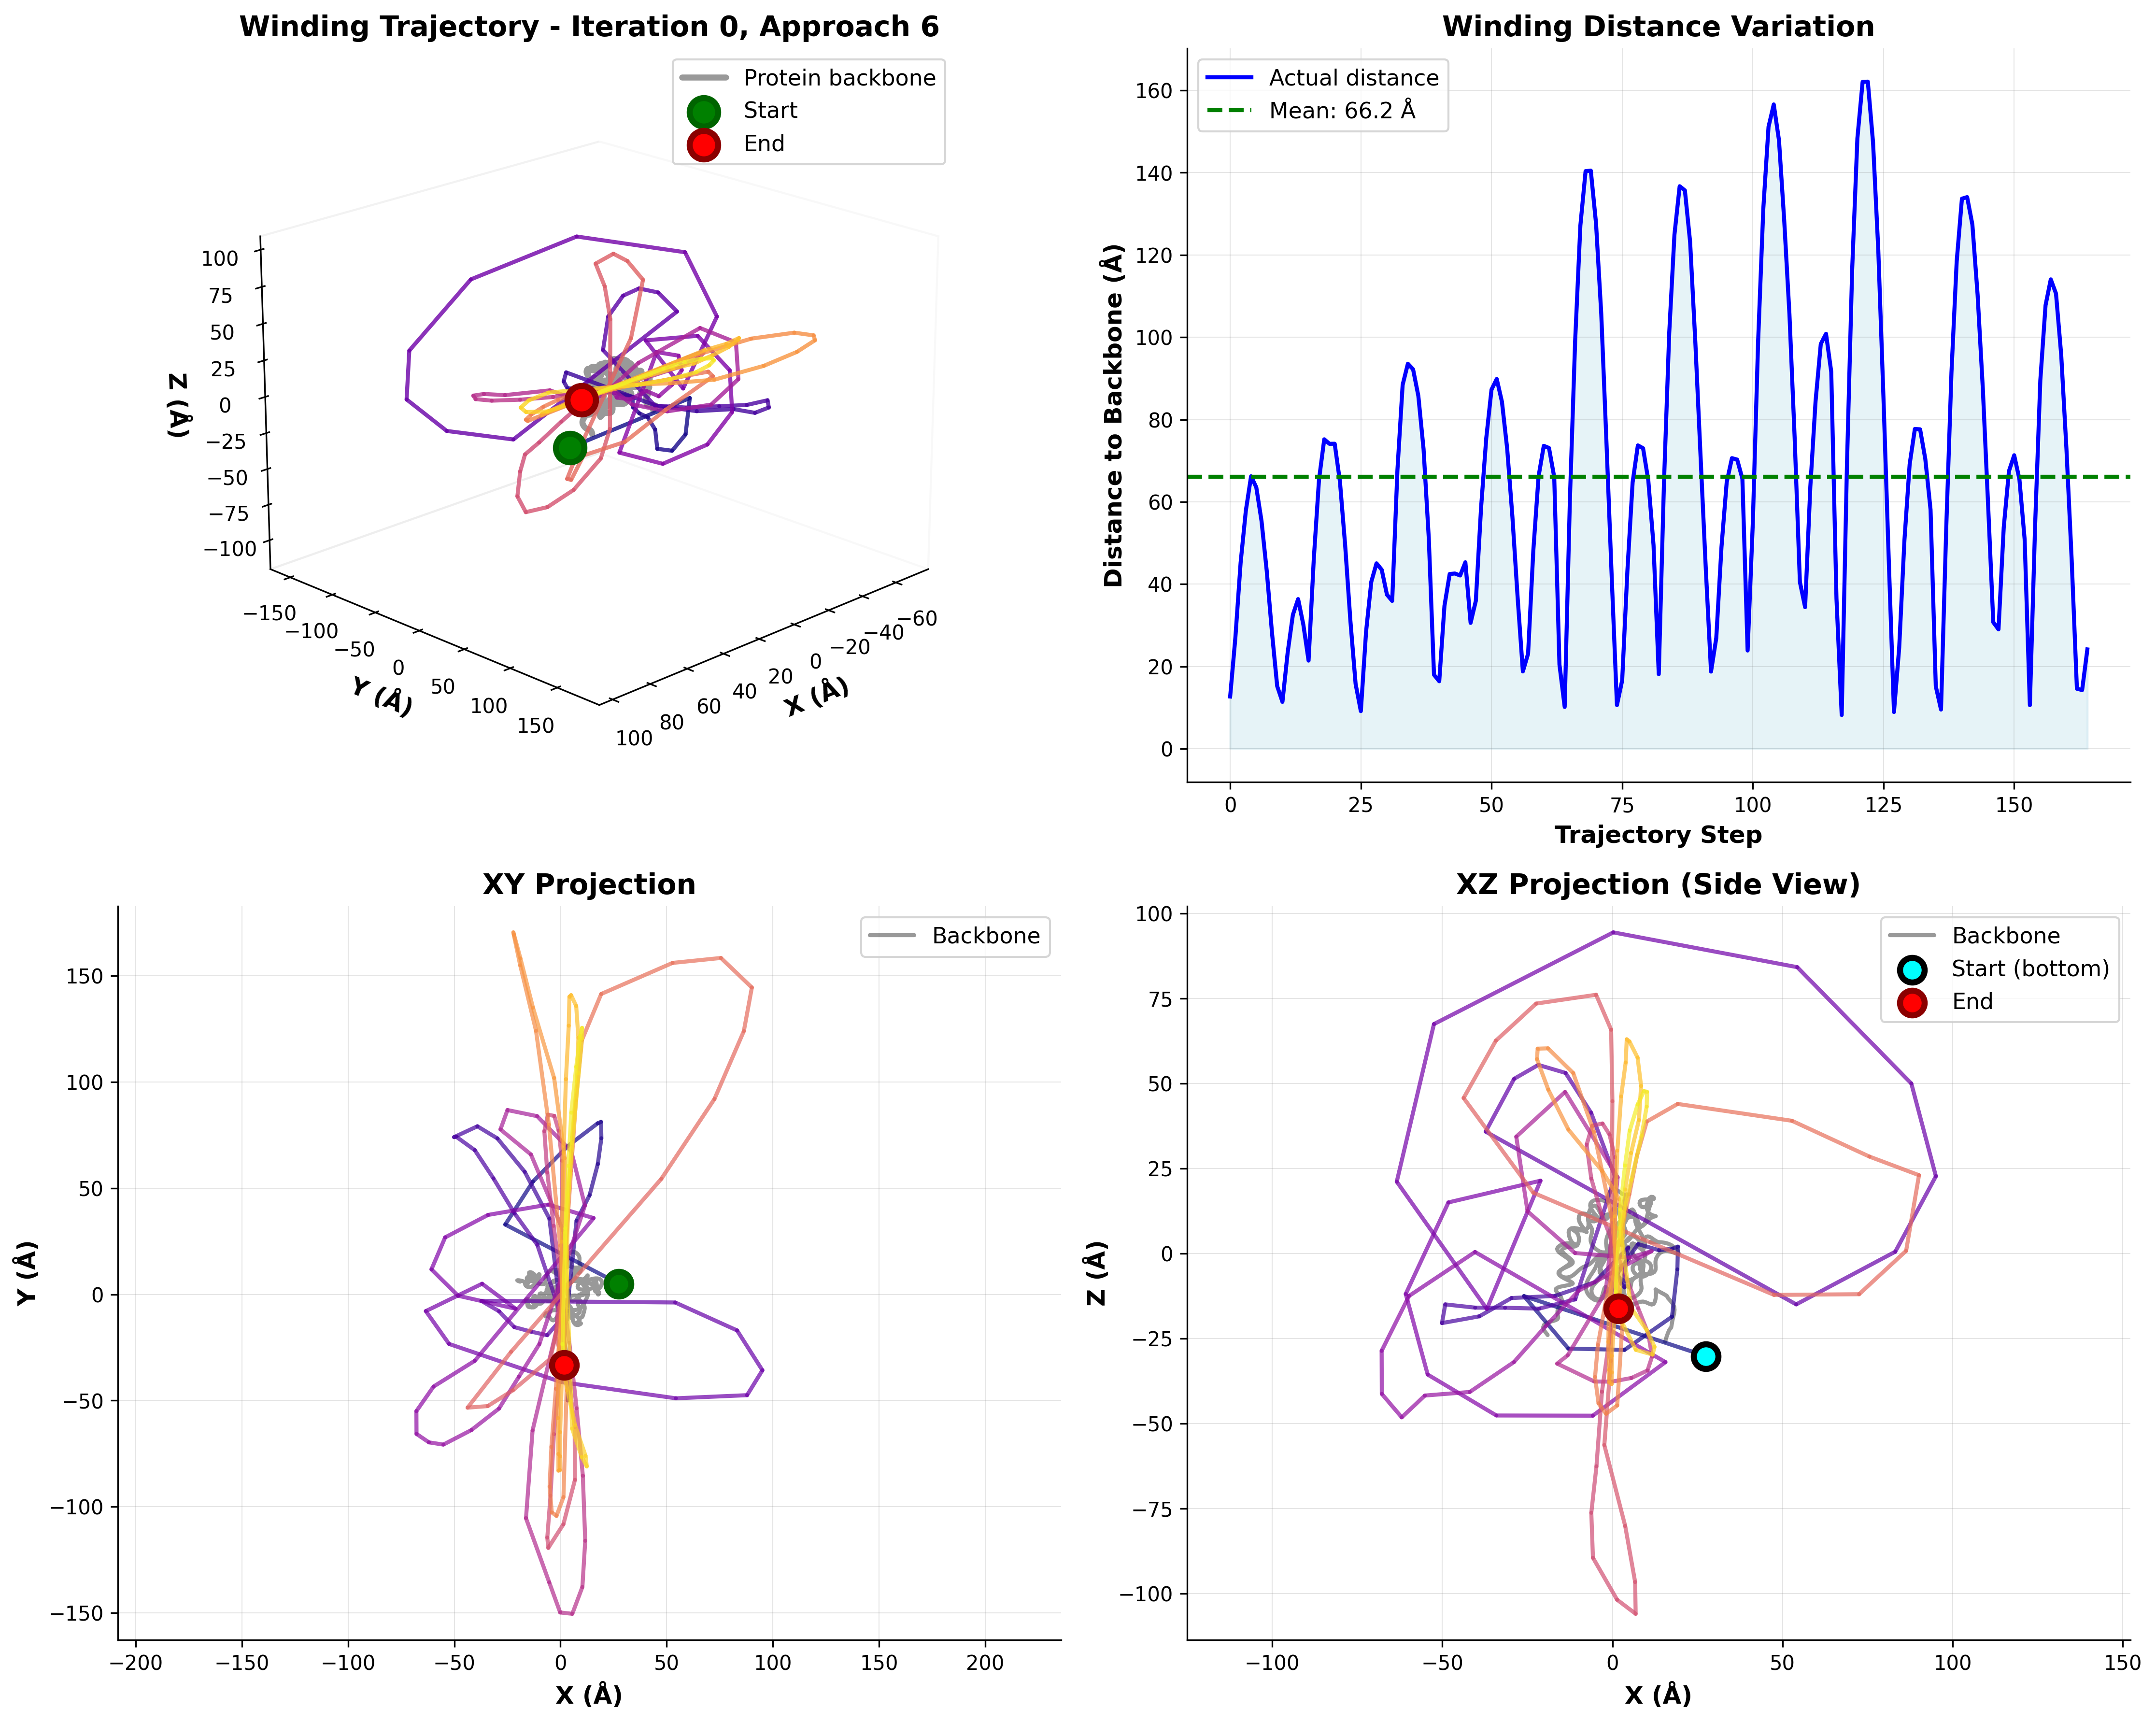 Winding Trajectory - Iteration 0, Approach 6
Protein backbone
Start
End
100
75
50
25
0
−25
−50
−75
−100
Z (Å)
−150
−100
−50
0
50
100
150
Y (Å)
100
80
60
40
20
0
−20
−40
−60
X (Å)
Winding Distance Variation
Actual distance
Mean: 66.2 Å
160
140
120
100
80
60
40
20
0
Distance to Backbone (Å)
0 25 50 75 100 125 150
Trajectory Step
XY Projection
Backbone
150
100
50
0
−50
−100
−150
Y (Å)
−200 −150 −100 −50 0 50 100 150 200
X (Å)
XZ Projection (Side View)
Backbone
Start (bottom)
End
100
75
50
25
0
−25
−50
−75
−100
Z (Å)
−100 −50 0 50 100 150
X (Å)